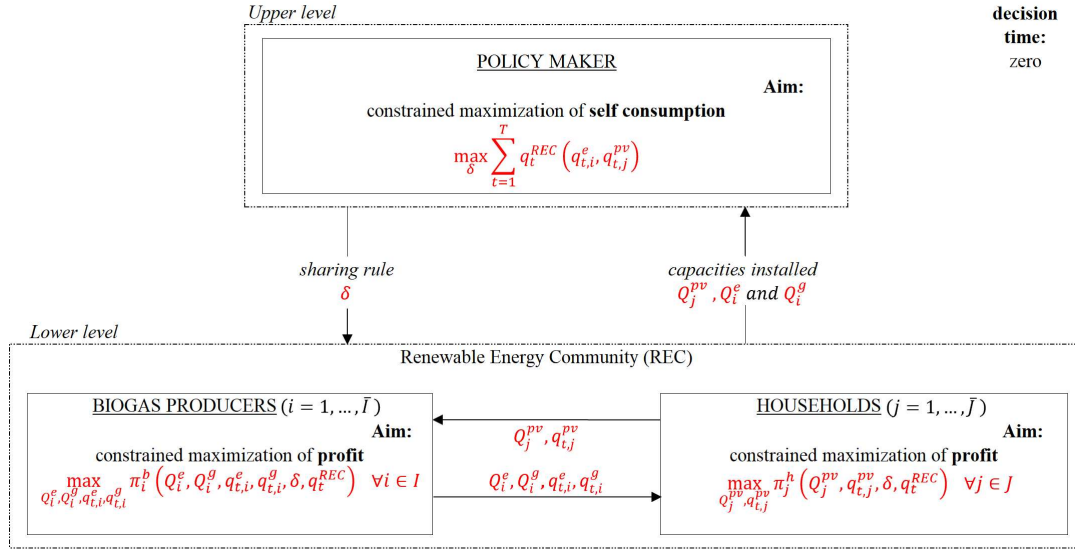 Upper level
decision
time:
zero
POLICY MAKER
Aim:
constrained maximization of self consumption
max_δ ∑_{t=1}^{T} q_t^{REC} (q_{t,i}^e, q_{t,j}^{pv})
sharing rule
δ
capacities installed
Q_j^{pv}, Q_i^e and Q_i^g
Lower level
Renewable Energy Community (REC)
BIOGAS PRODUCERS (i = 1, …, Ī)
Aim:
constrained maximization of profit
max_{Q_i^e,Q_i^g,q_{t,i}^e,q_{t,i}^g} π_i^b (Q_i^e, Q_i^g, q_{t,i}^e, q_{t,i}^g, δ, q_t^{REC}) ∀i ∈ I
Q_j^{pv}, q_{t,j}^{pv}
Q_i^e, Q_i^g, q_{t,i}^e, q_{t,i}^g
HOUSEHOLDS (j = 1, …, J̄)
Aim:
constrained maximization of profit
max_{Q_j^{pv},q_{t,j}^{pv}} π_j^h (Q_j^{pv}, q_{t,j}^{pv}, δ, q_t^{REC}) ∀j ∈ J